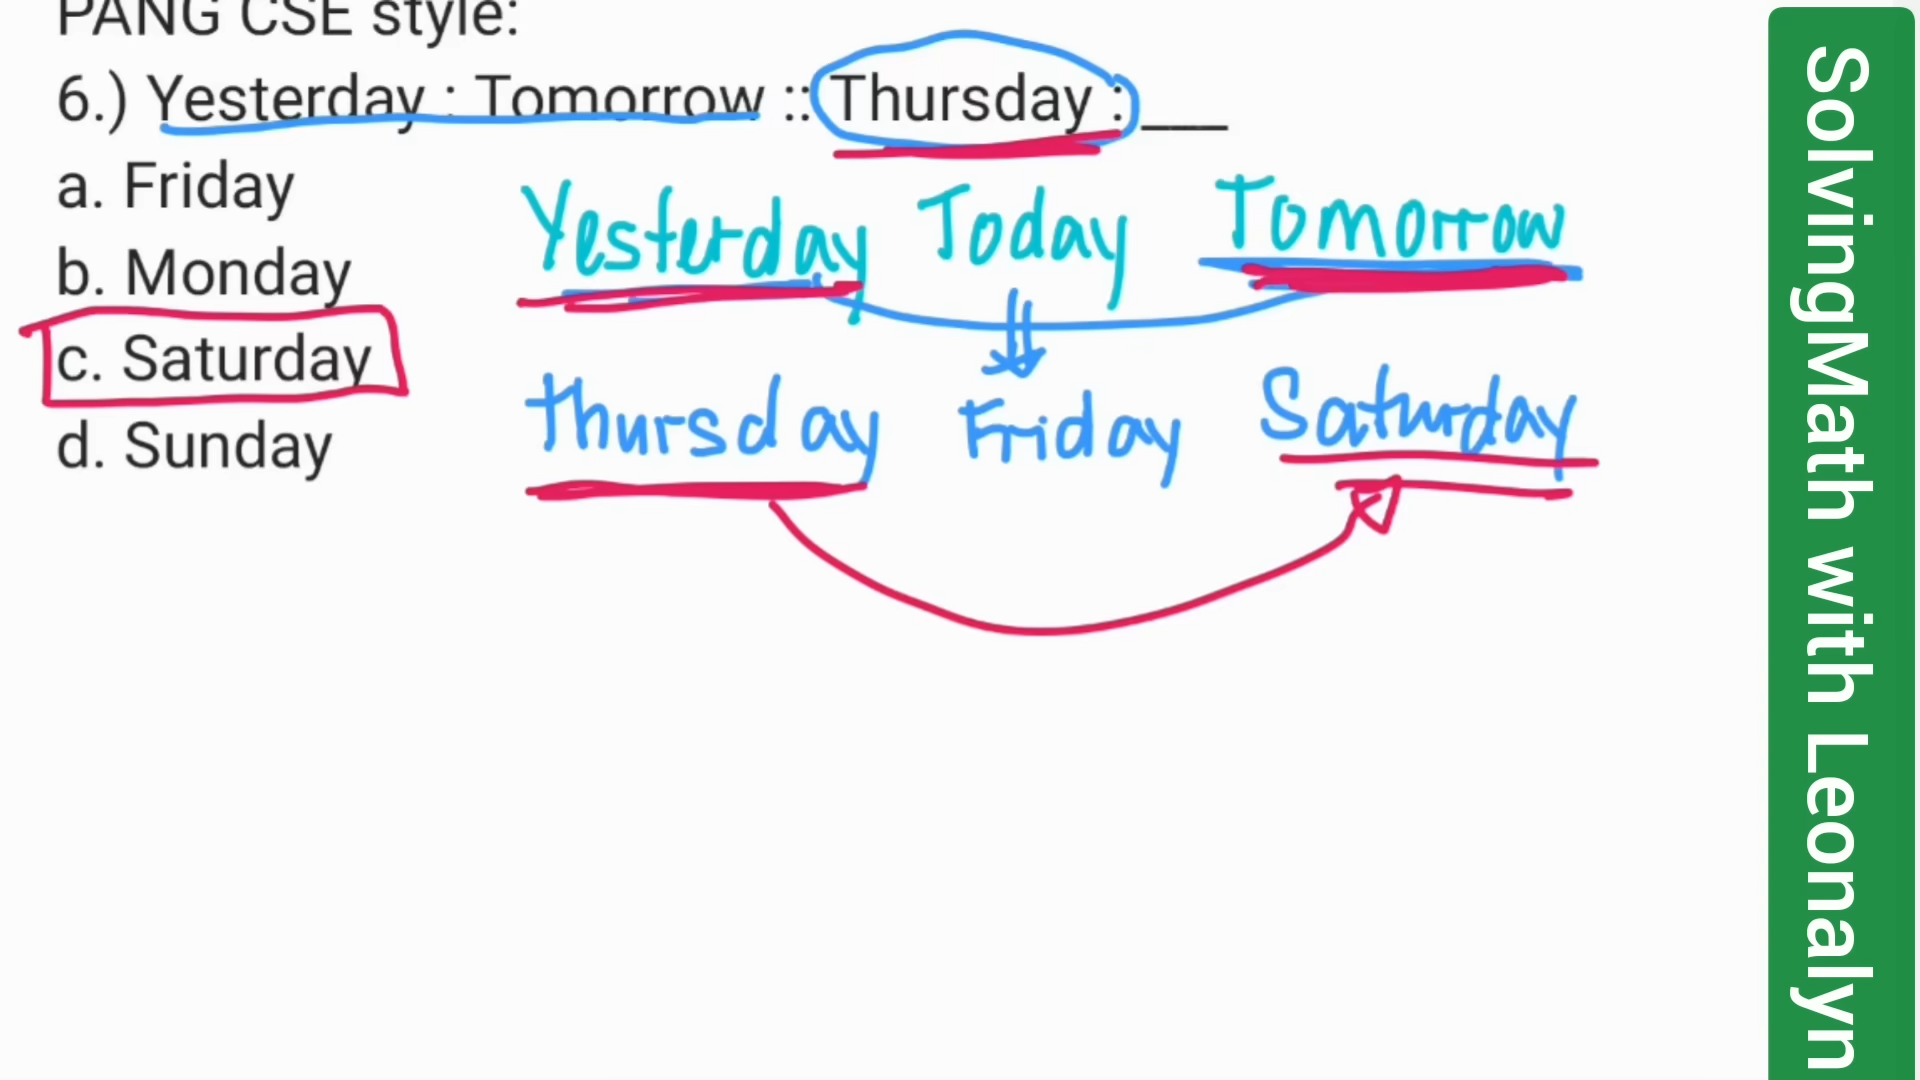 PANG CSE style:
6.) Yesterday : Tomorrow :: Thursday : ___
a. Friday
b. Monday
c. Saturday
d. Sunday
Yesterday Today Tomorrow
thursday Friday Saturday
SolvingMath with Leonalyn